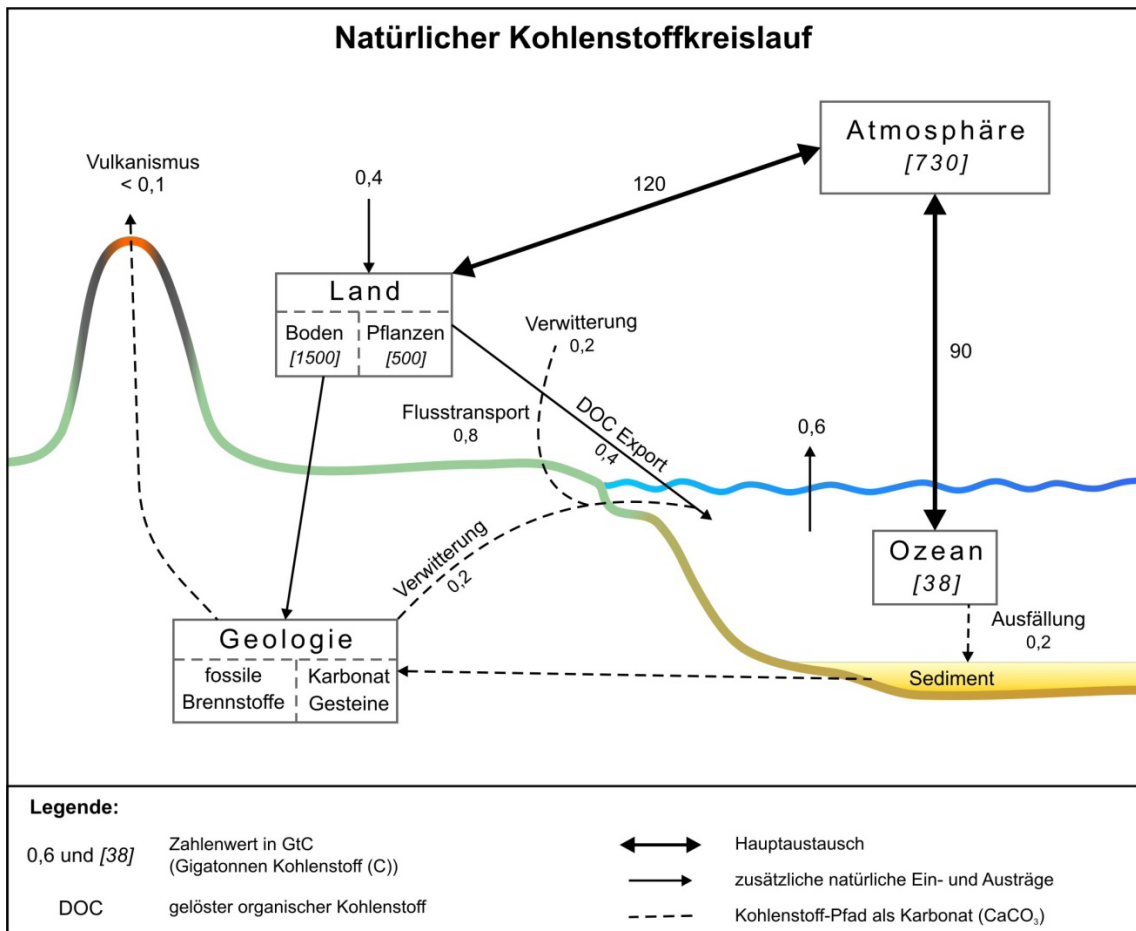 Natürlicher Kohlenstoffkreislauf
Atmosphäre
[730]
Vulkanismus
< 0,1
0,4
120
Land
Boden
[1500]
Pflanzen
[500]
Verwitterung
0,2
90
Flusstransport
0,8
DOC Export
0,4
0,6
Verwitterung
0,2
Ozean
[38]
Ausfällung
0,2
Geologie
fossile
Brennstoffe
Karbonat
Gesteine
Sediment
Legende:
0,6 und [38]
Zahlenwert in GtC
(Gigatonnen Kohlenstoff (C))
DOC
gelöster organischer Kohlenstoff
Hauptaustausch
zusätzliche natürliche Ein- und Austräge
Kohlenstoff-Pfad als Karbonat (CaCO₃)